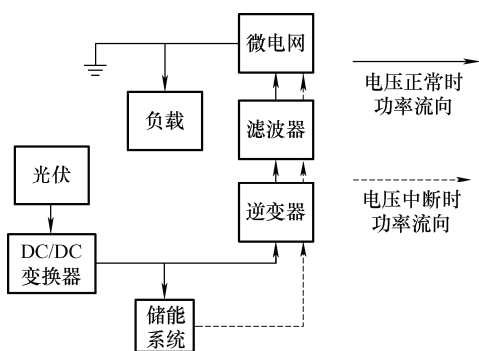 微电网
电压正常时
功率流向
负载
滤波器
光伏
电压中断时
功率流向
逆变器
DC/DC
变换器
储能
系统